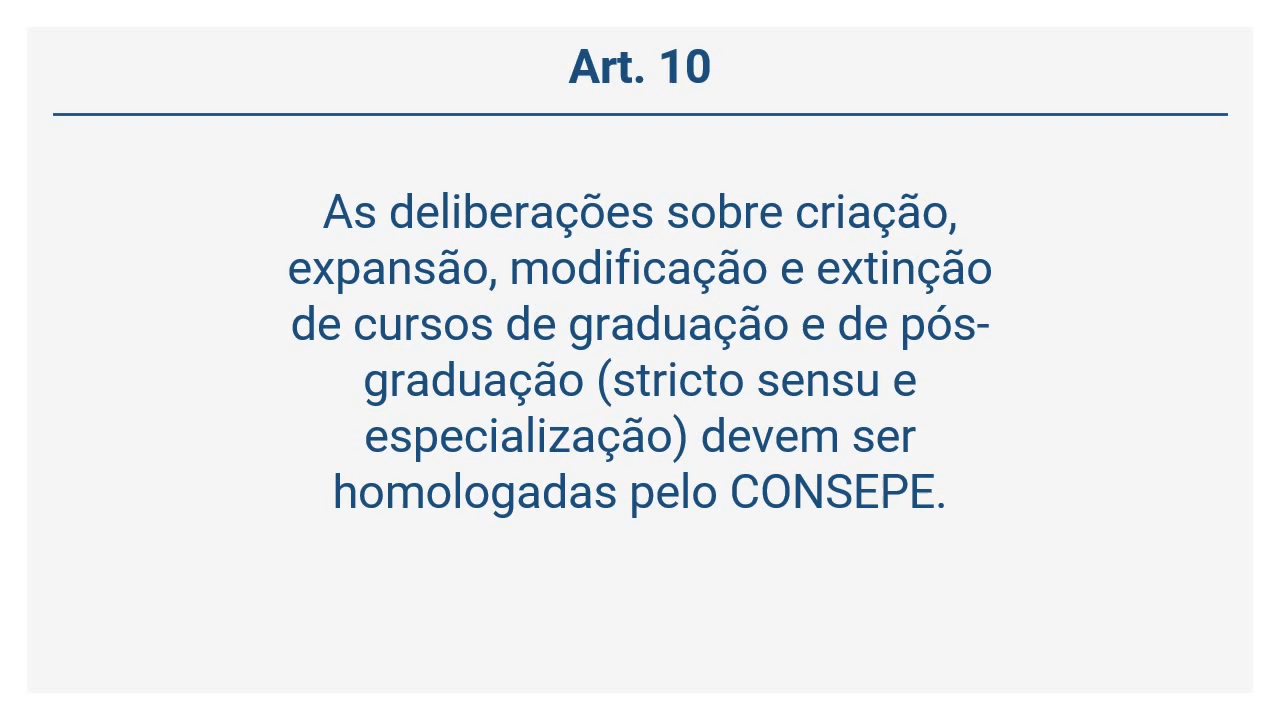 Art. 10
As deliberações sobre criação,
expansão, modificação e extinção
de cursos de graduação e de pós-
graduação (stricto sensu e
especialização) devem ser
homologadas pelo CONSEPE.